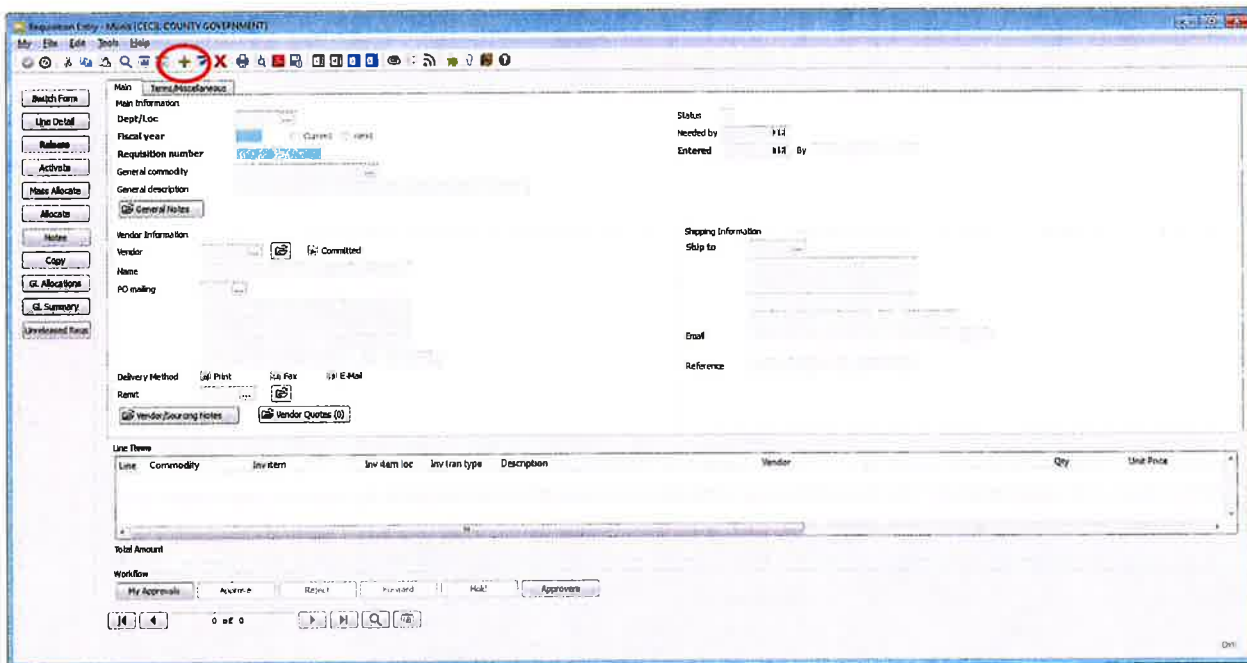 Requisition Entry - Munis [CECIL COUNTY GOVERNMENT]
My File Edit Tools Help
Main Terms/Miscellaneous
Switch Form
Line Detail
Release
Activate
Mass Allocate
Allocate
Notes
Copy
GL Allocations
GL Summary
Unreleased Reqs
Main Information
Dept/Loc
Fiscal year Current Next
Requisition number
General commodity
General description
General Notes
Status
Needed by
Entered By
Vendor Information
Vendor Committed
Name
PO mailing
Delivery Method Print Fax E-Mail
Remit
Vendor/Sourcing Notes Vendor Quotes (0)
Shipping Information
Ship to
Email
Reference
Line Items
Line Commodity Inv item Inv item loc Inv tran type Description Vendor Qty Unit Price
Total Amount
Workflow
My Approvals Approve Reject Forward Hold Approvers
0 of 0